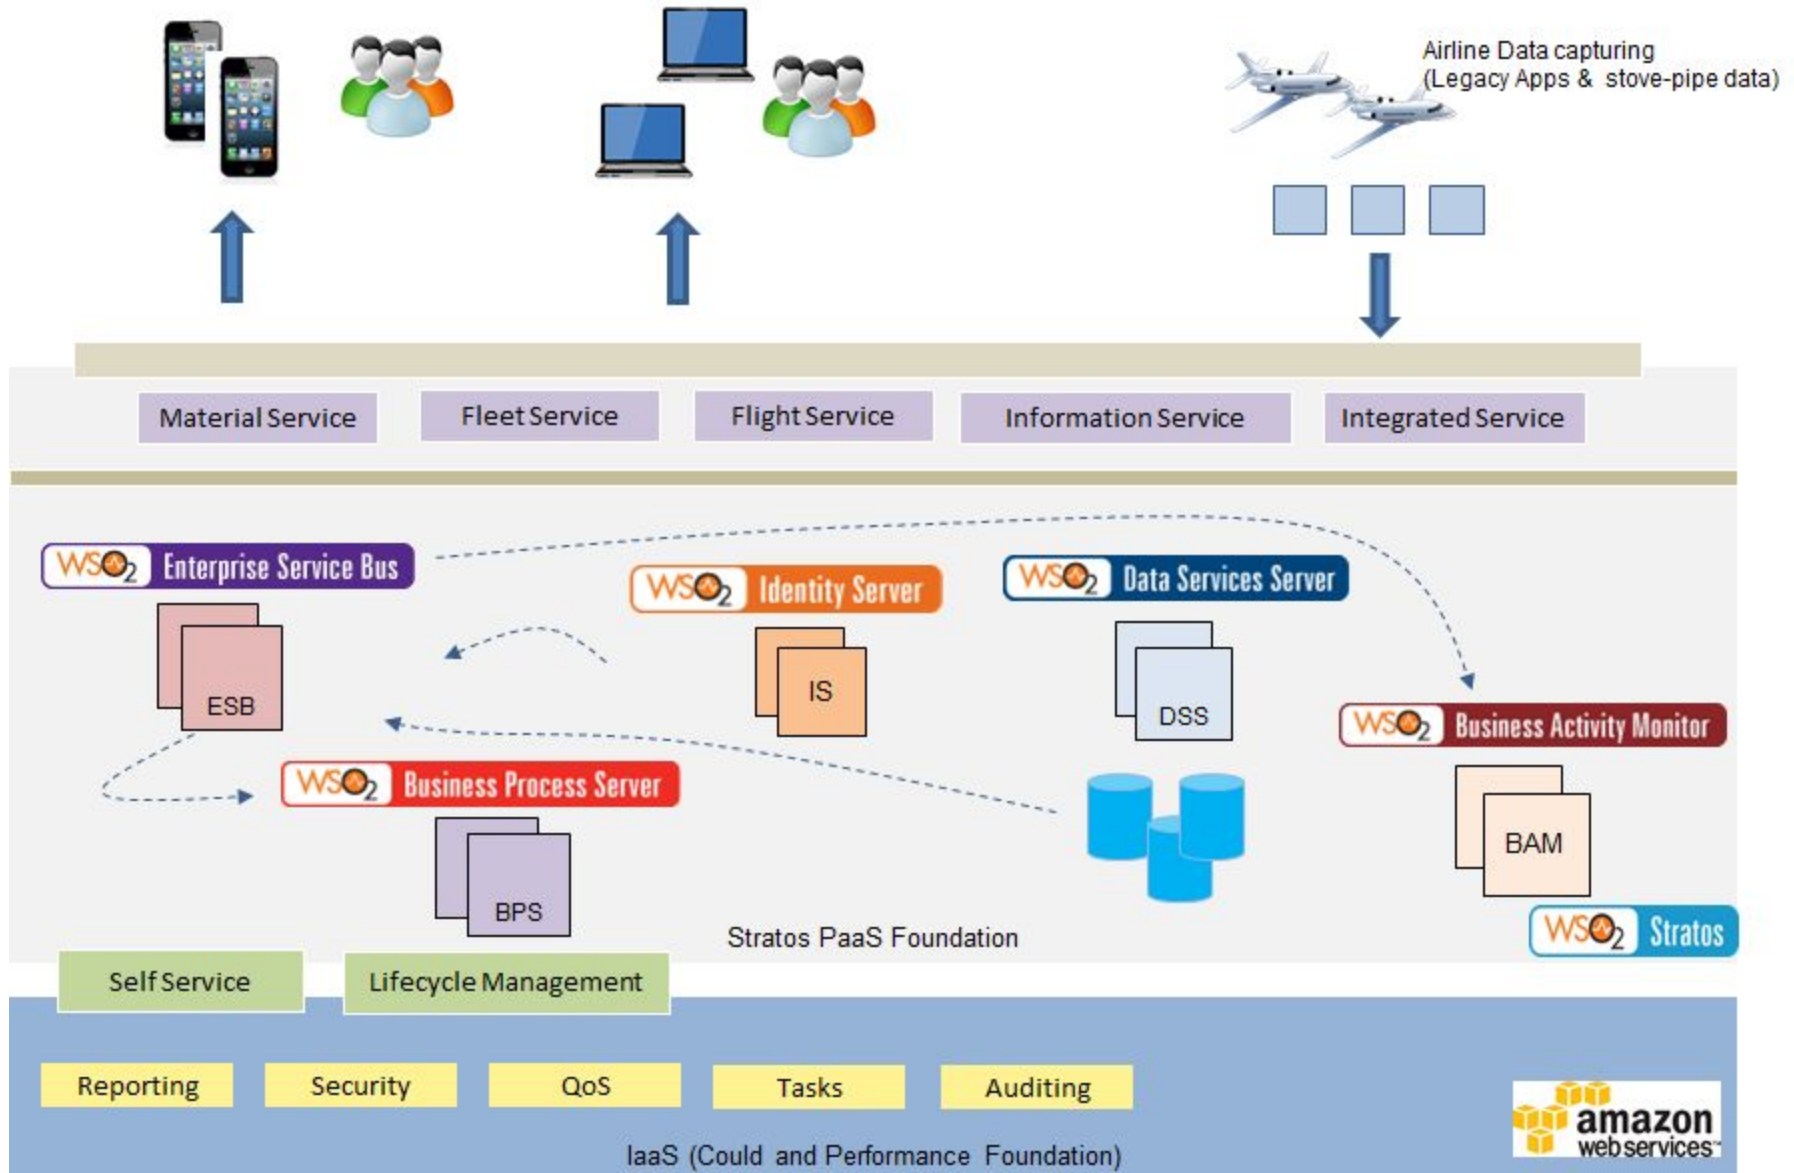 Airline Data capturing
(Legacy Apps & stove-pipe data)
Material Service
Fleet Service
Flight Service
Information Service
Integrated Service
WSO2 Enterprise Service Bus
WSO2 Identity Server
WSO2 Data Services Server
ESB
IS
DSS
WSO2 Business Activity Monitor
WSO2 Business Process Server
BAM
BPS
Stratos PaaS Foundation
WSO2 Stratos
Self Service
Lifecycle Management
Reporting
Security
QoS
Tasks
Auditing
amazon
webservices™
IaaS (Could and Performance Foundation)